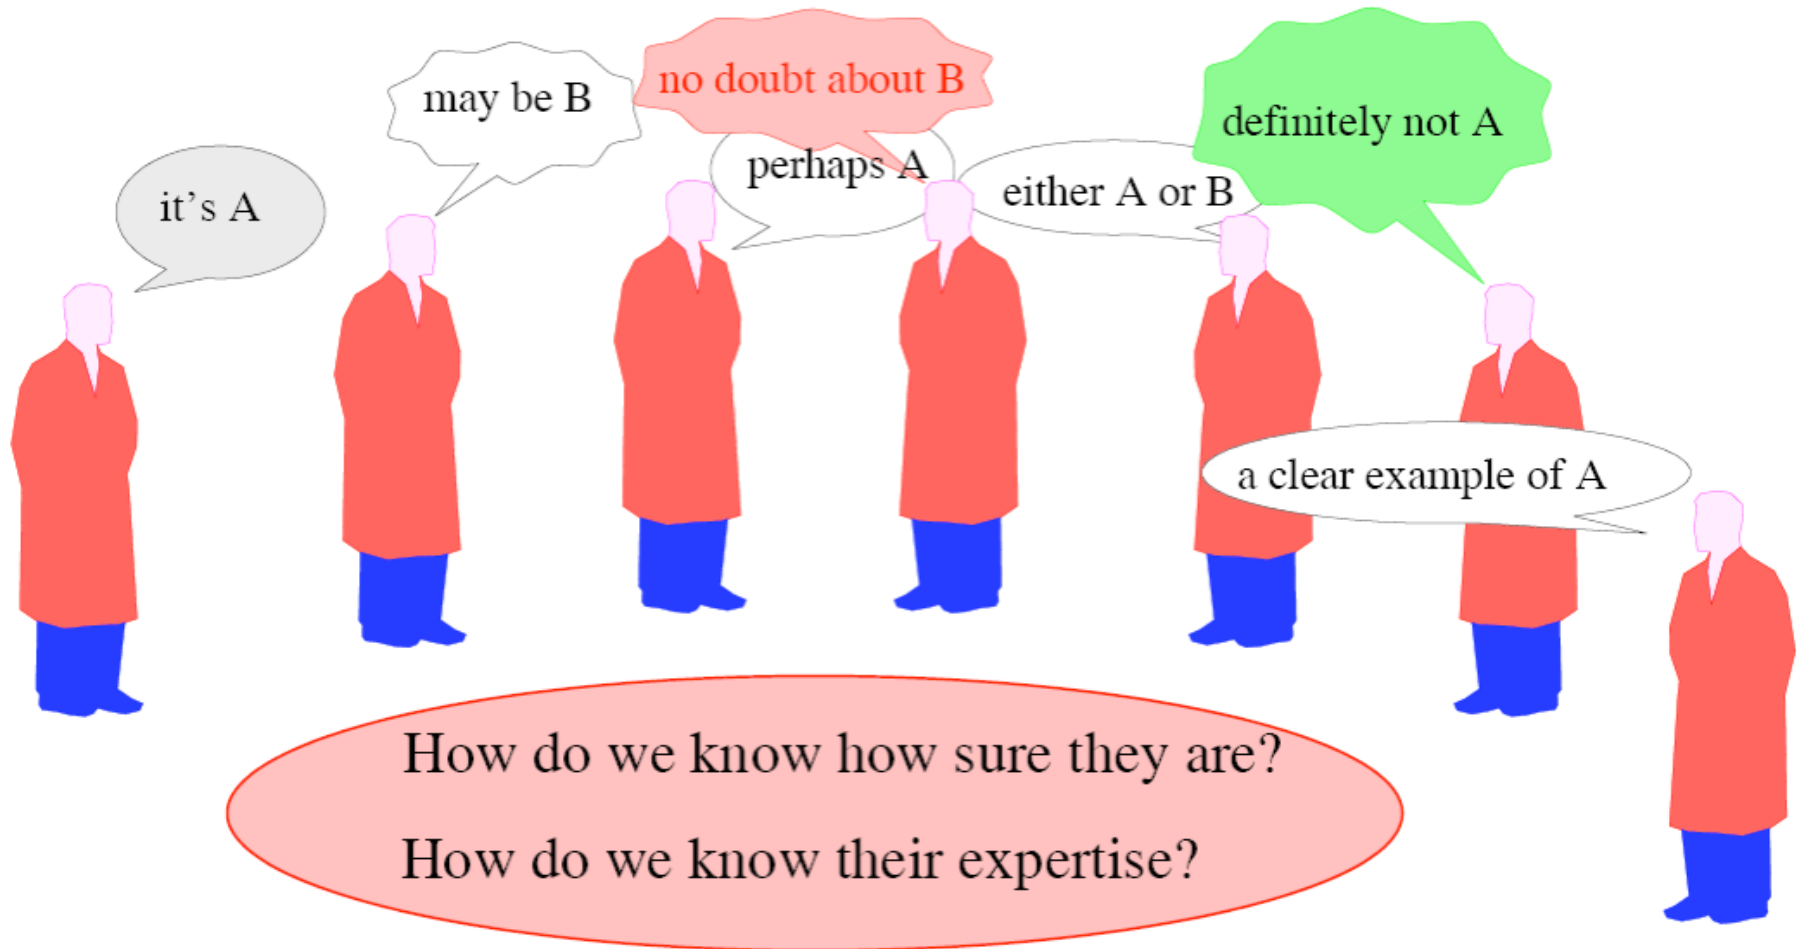 it’s A
may be B
no doubt about B
perhaps A
either A or B
definitely not A
a clear example of A
How do we know how sure they are?
How do we know their expertise?